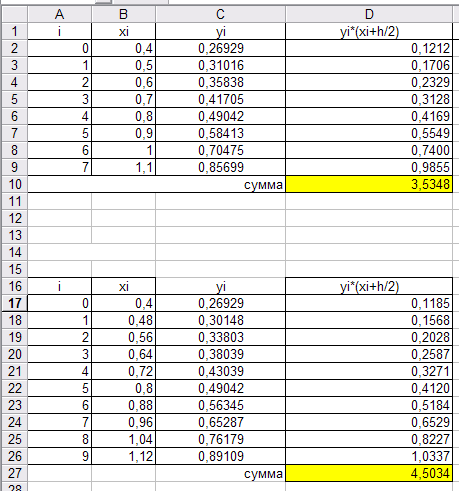 A B C D
1 i xi yi yi*(xi+h/2)
2 0 0,4 0,26929 0,1212
3 1 0,5 0,31016 0,1706
4 2 0,6 0,35838 0,2329
5 3 0,7 0,41705 0,3128
6 4 0,8 0,49042 0,4169
7 5 0,9 0,58413 0,5549
8 6 1 0,70475 0,7400
9 7 1,1 0,85699 0,9855
10 сумма 3,5348
11
12
13
14
15
16 i xi yi yi*(xi+h/2)
17 0 0,4 0,26929 0,1185
18 1 0,48 0,30148 0,1568
19 2 0,56 0,33803 0,2028
20 3 0,64 0,38039 0,2587
21 4 0,72 0,43039 0,3271
22 5 0,8 0,49042 0,4120
23 6 0,88 0,56345 0,5184
24 7 0,96 0,65287 0,6529
25 8 1,04 0,76179 0,8227
26 9 1,12 0,89109 1,0337
27 сумма 4,5034
28